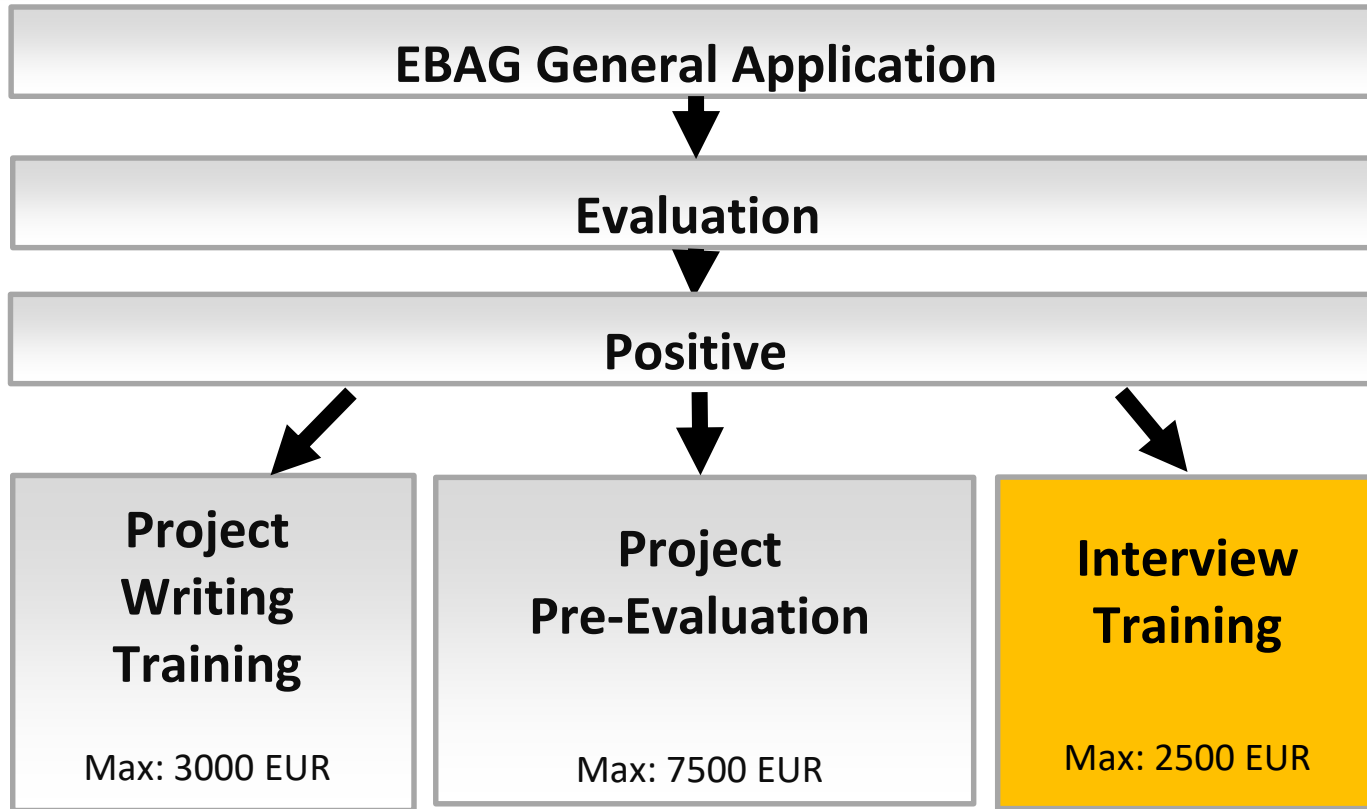 EBAG General Application
Evaluation
Positive
Project
Writing
Training
Max: 3000 EUR
Project
Pre-Evaluation
Max: 7500 EUR
Interview
Training
Max: 2500 EUR